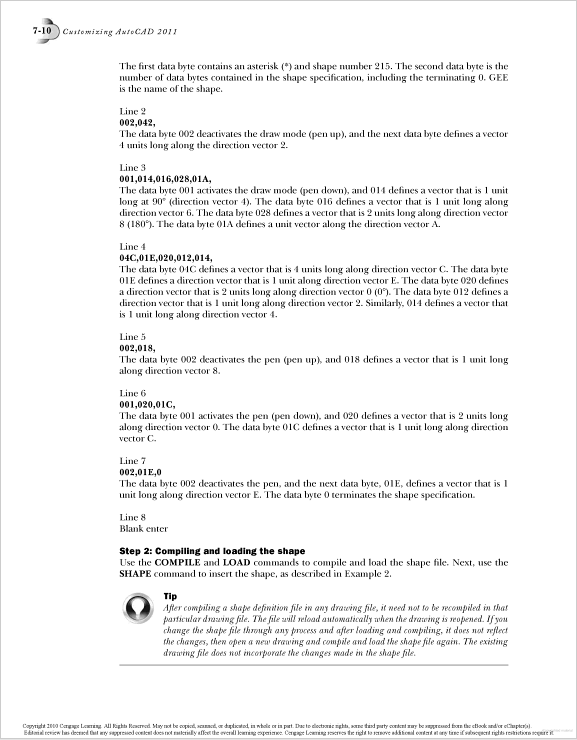 7-10
Customizing AutoCAD 2011
The first data byte contains an asterisk (*) and shape number 215. The second data byte is the
number of data bytes contained in the shape specification, including the terminating 0. GEE
is the name of the shape.
Line 2
002,042,
The data byte 002 deactivates the draw mode (pen up), and the next data byte defines a vector
4 units long along the direction vector 2.
Line 3
001,014,016,028,01A,
The data byte 001 activates the draw mode (pen down), and 014 defines a vector that is 1 unit
long at 90° (direction vector 4). The data byte 016 is a vector that is 1 unit long along
direction vector 6. The data byte 028 defines a vector that is 2 units long along direction vector
8 (180°). The data byte 01A defines a unit vector along the direction vector A.
Line 4
04C,01E,020,012,014,
The data byte 04C defines a vector that is 4 units long along direction vector C. The data byte
01E defines a direction vector that is 1 unit along direction vector E. The data byte 020 defines
a direction vector that is 2 units long along direction vector 0 (0°). The data byte 012 defines a
direction vector that is 1 unit long along direction vector 2. Similarly, 014 defines a vector that
is 1 unit long along direction vector 4.
Line 5
002,018,
The data byte 002 deactivates the pen (pen up), and 018 defines a vector that is 1 unit long
along direction vector 8.
Line 6
001,020,01C,
The data byte 001 activates the pen (pen down), and 020 defines a vector that is 2 units long
along direction vector 0. The data byte 01C defines a vector that is 1 unit long along direction
vector C.
Line 7
002,01E,0
The data byte 002 deactivates the pen, and the next data byte, 01E, defines a vector that is 1
unit long along direction vector E. The data byte 0 terminates the shape specification.
Line 8
Blank enter
Step 2: Compiling and loading the shape
Use the COMPILE and LOAD commands to compile and load the shape file. Next, use the
SHAPE command to insert the shape, as described in Example 2.
Tip
After compiling a shape definition file in any drawing file, it need not to be recompiled in that
particular drawing file. The file will reload automatically when the drawing is reopened. If you
change the shape file through any process and after loading and compiling, it does not reflect
the changes, then open a new drawing and compile and load the shape file again. The existing
drawing file does not incorporate the changes made in the shape file.
Copyright 2010 Cengage Learning. All Rights Reserved. May not be copied, scanned, or duplicated, in whole or in part. Due to electronic rights, some third party content may be suppressed from the eBook and/or eChapter(s).
Editorial review has deemed that any suppressed content does not materially affect the overall learning experience. Cengage Learning reserves the right to remove additional content at any time if subsequent rights restrictions require it.